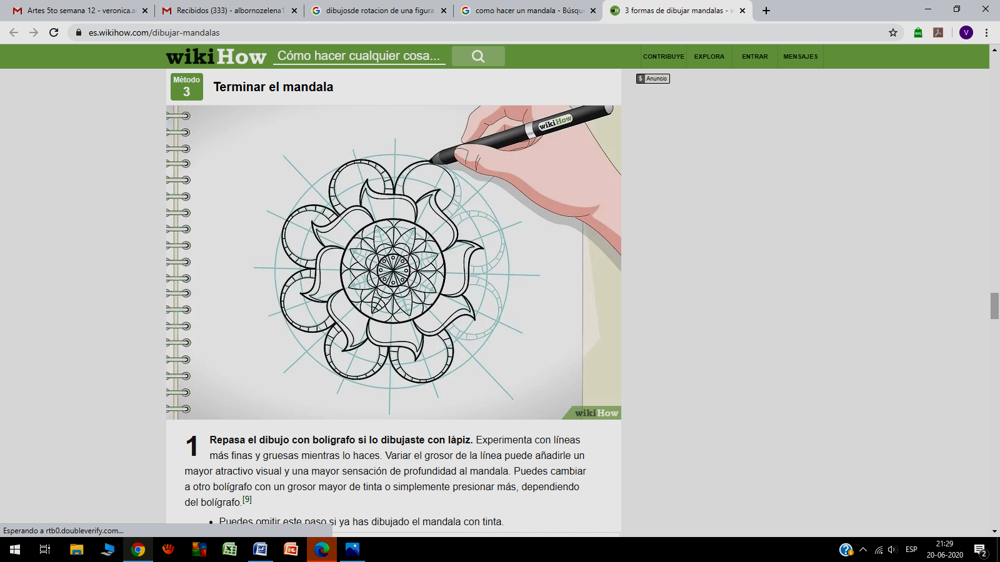 Artes 5to semana 12 - veronica.al
Recibidos (333) - albornozelena1
dibujosde rotacion de una figura
como hacer un mandala - Búsque
3 formas de dibujar mandalas - w
es.wikihow.com/dibujar-mandalas
V
wikiHow
Cómo hacer cualquier cosa...
CONTRIBUYE
EXPLORA
ENTRAR
MENSAJES
Método
3
Terminar el mandala
$ Anuncio
wikiHow
wikiHow
1
Repasa el dibujo con bolígrafo si lo dibujaste con lápiz. Experimenta con líneas
más finas y gruesas mientras lo haces. Variar el grosor de la línea puede añadirle un
mayor atractivo visual y una mayor sensación de profundidad al mandala. Puedes cambiar
a otro bolígrafo con un grosor mayor de tinta o simplemente presionar más, dependiendo
del bolígrafo.[9]
• Puedes omitir este paso si ya has dibujado el mandala con tinta.
Esperando a rtb0.doubleverify.com...
ESP
21:29
20-06-2020
2